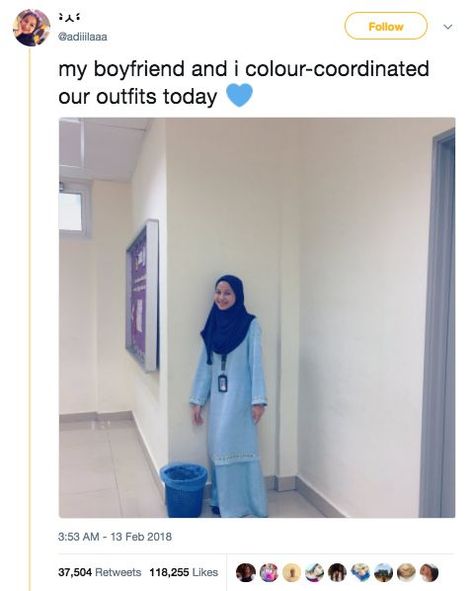 @adiiilaaa
Follow
my boyfriend and i colour-coordinated
our outfits today 💙
3:53 AM - 13 Feb 2018
37,504 Retweets 118,255 Likes